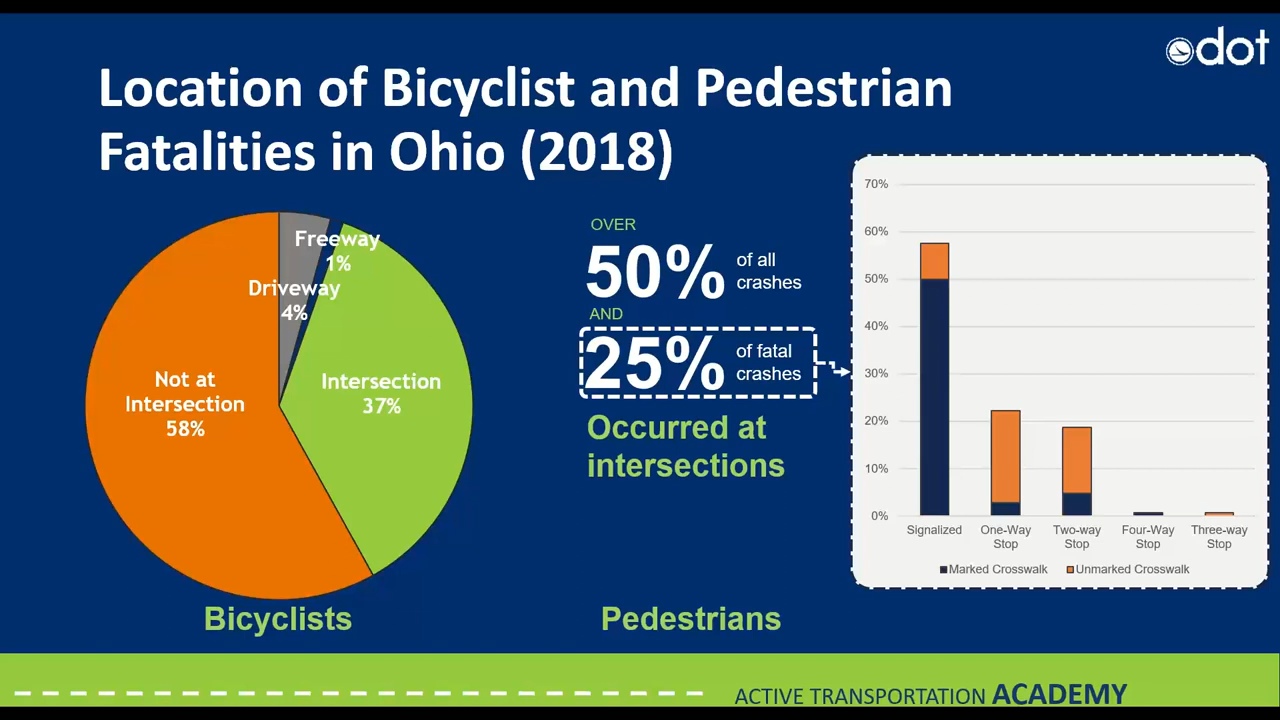 odot
Location of Bicyclist and Pedestrian
Fatalities in Ohio (2018)
Freeway
1%
Driveway
4%
Not at
Intersection
58%
Intersection
37%
Bicyclists
OVER
50% of all crashes
AND
25% of fatal crashes
Occurred at
intersections
Pedestrians
70%
60%
50%
40%
30%
20%
10%
0%
Signalized
One-Way Stop
Two-way Stop
Four-Way Stop
Three-way Stop
Marked Crosswalk
Unmarked Crosswalk
ACTIVE TRANSPORTATION ACADEMY